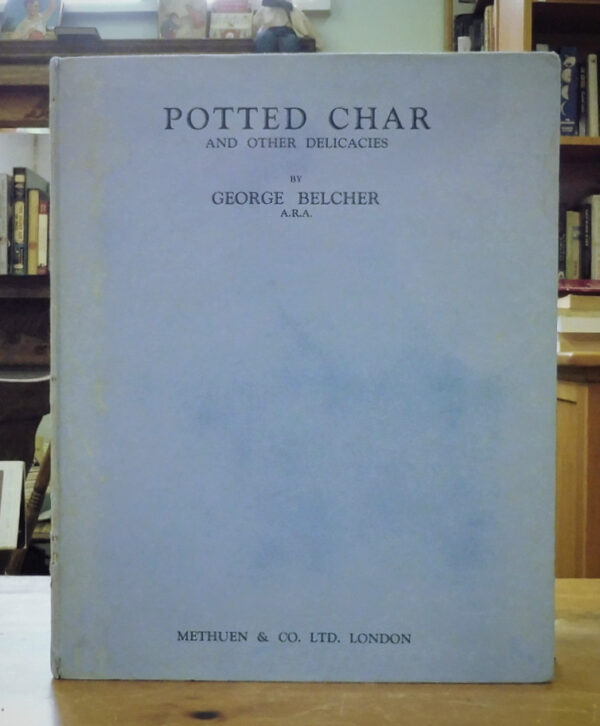 POTTED CHAR
AND OTHER DELICACIES
BY
GEORGE BELCHER
A.R.A.
METHUEN & CO. LTD. LONDON